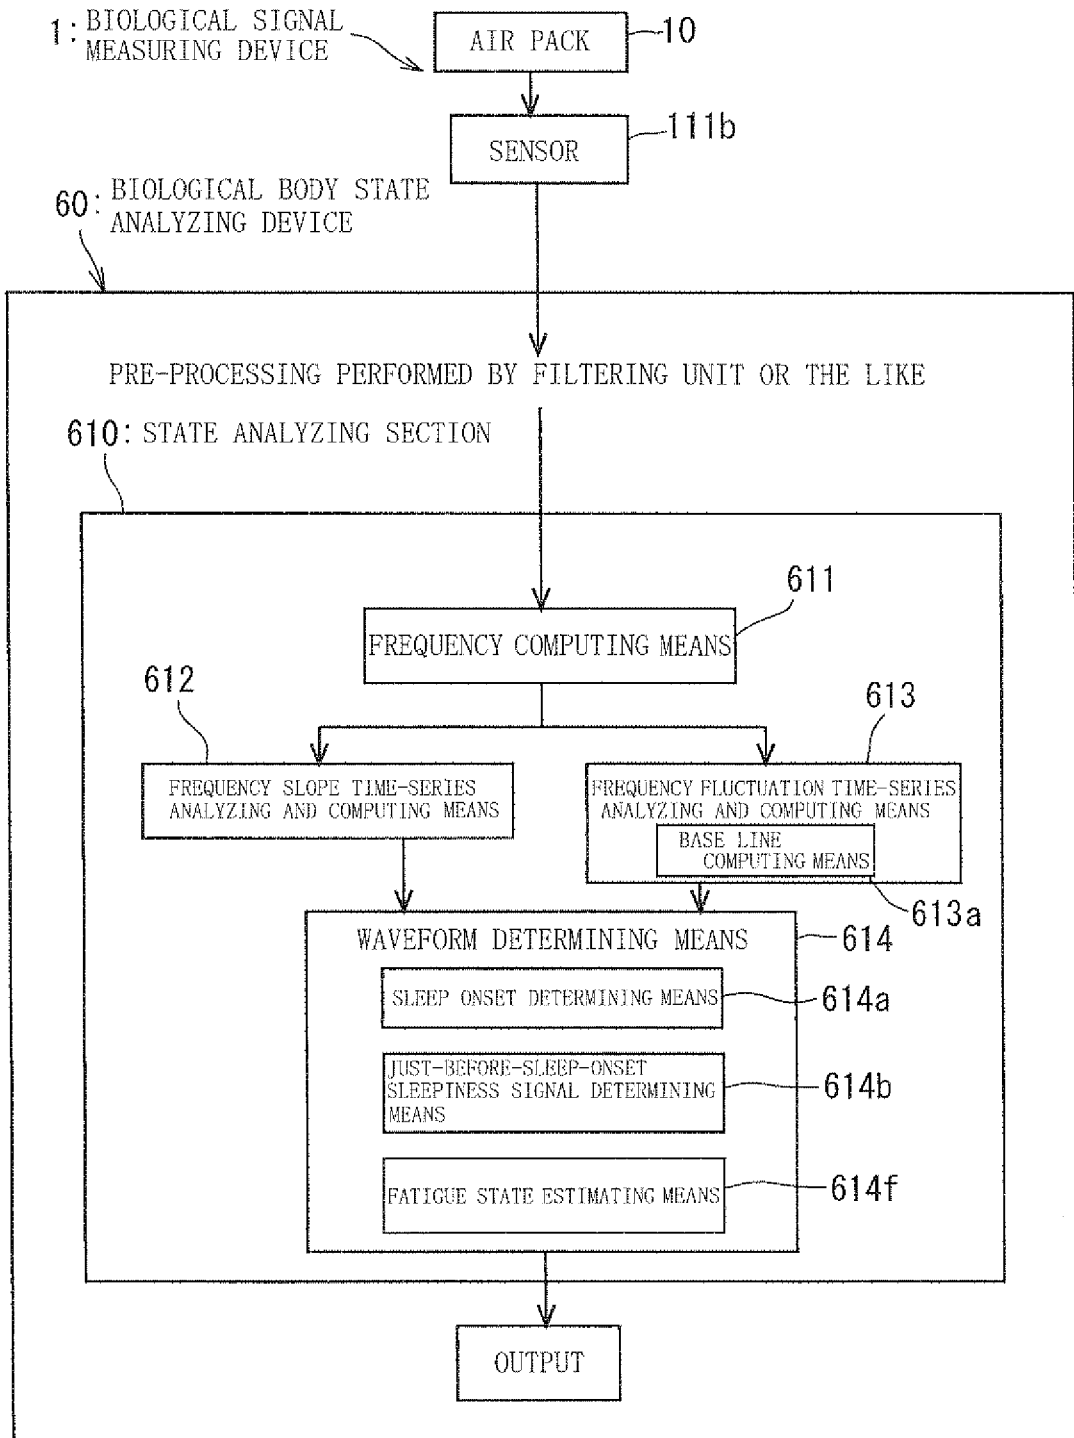 1: BIOLOGICAL SIGNAL
MEASURING DEVICE
AIR PACK
10
SENSOR
111b
60: BIOLOGICAL BODY STATE
ANALYZING DEVICE
PRE-PROCESSING PERFORMED BY FILTERING UNIT OR THE LIKE
610: STATE ANALYZING SECTION
611
FREQUENCY COMPUTING MEANS
612
613
FREQUENCY SLOPE TIME-SERIES
ANALYZING AND COMPUTING MEANS
FREQUENCY FLUCTUATION TIME-SERIES
ANALYZING AND COMPUTING MEANS
BASE LINE
COMPUTING MEANS
613a
WAVEFORM DETERMINING MEANS
614
SLEEP ONSET DETERMINING MEANS
614a
JUST-BEFORE-SLEEP-ONSET
SLEEPINESS SIGNAL DETERMINING
MEANS
614b
FATIGUE STATE ESTIMATING MEANS
614f
OUTPUT